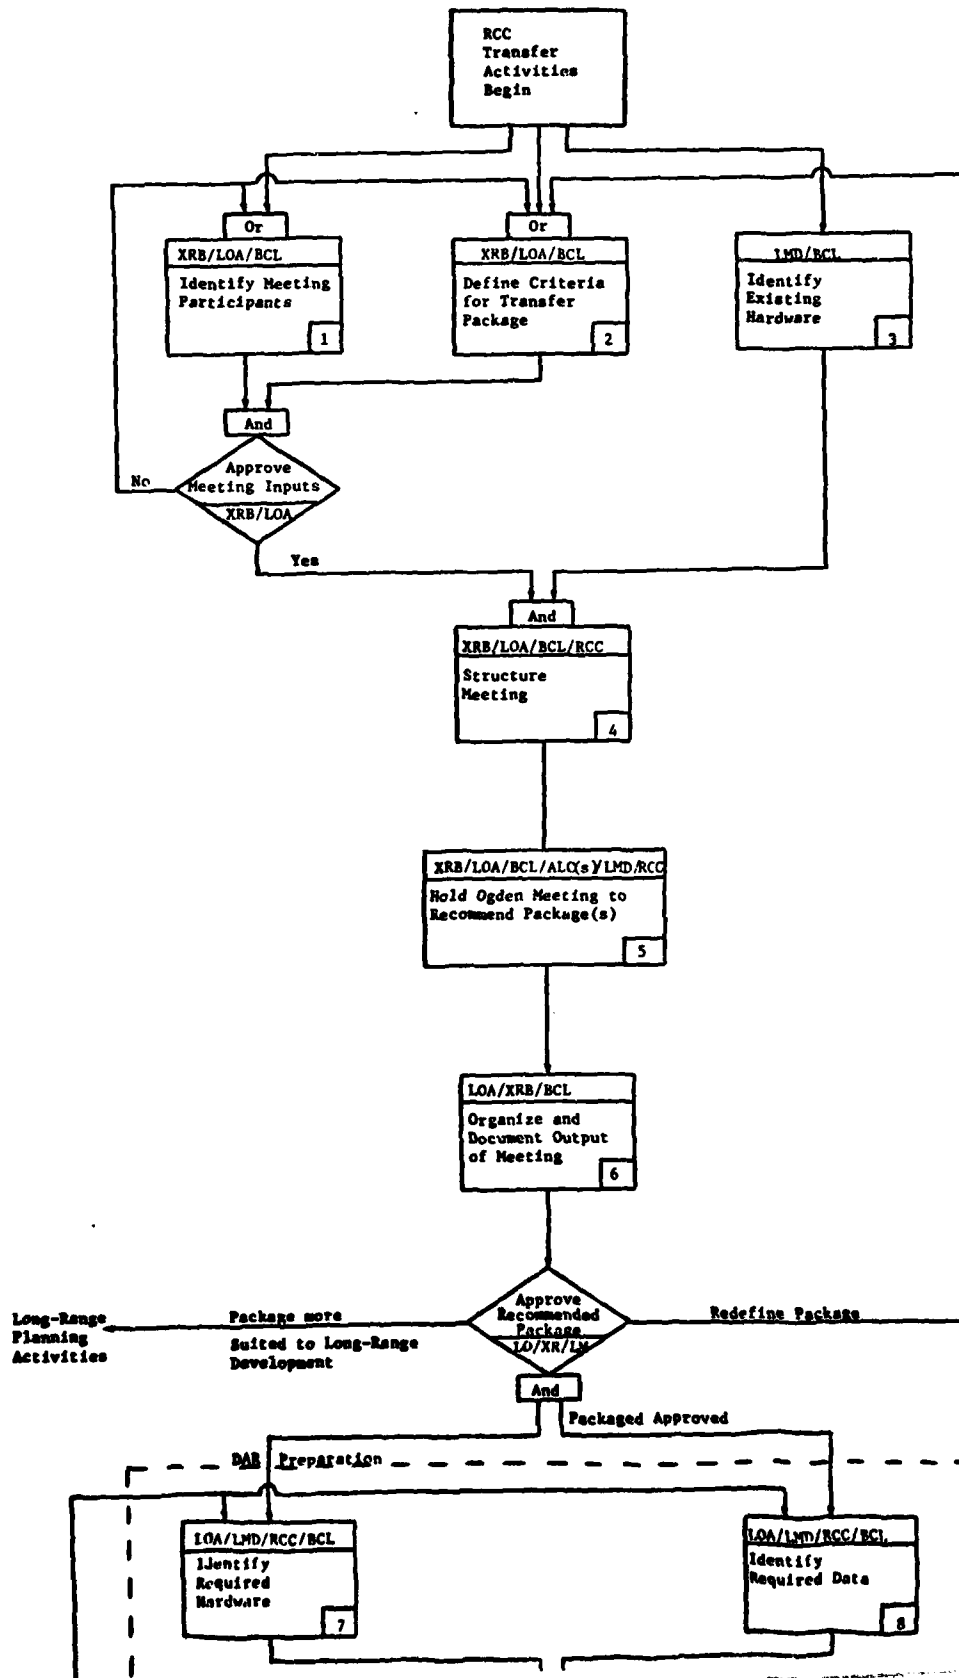 RCC
Transfer
Activities
Begin
Or
Or
XRB/LOA/BCL
Identify Meeting
Participants
1
XRB/LOA/BCL
Define Criteria
for Transfer
Package
2
LMD/BCL
Identify
Existing
Hardware
3
And
Approve
Meeting Inputs
XRB/LOA
No
Yes
And
XRB/LOA/BCL/RCC
Structure
Meeting
4
XRB/LOA/BCL/ALC(s)/LMD/RCC
Hold Ogden Meeting to
Recommend Package(s)
5
LOA/XRB/BCL
Organize and
Document Output
of Meeting
6
Approve
Recommended
Package
LO/XR/LM
Long-Range
Planning
Activities
Package more
Suited to Long-Range
Development
Redefine Package
And
Packaged Approved
DAR Preparation
LOA/LMD/RCC/BCL
Identify
Required
Hardware
7
LOA/LMD/RCC/BCL
Identify
Required Data
8